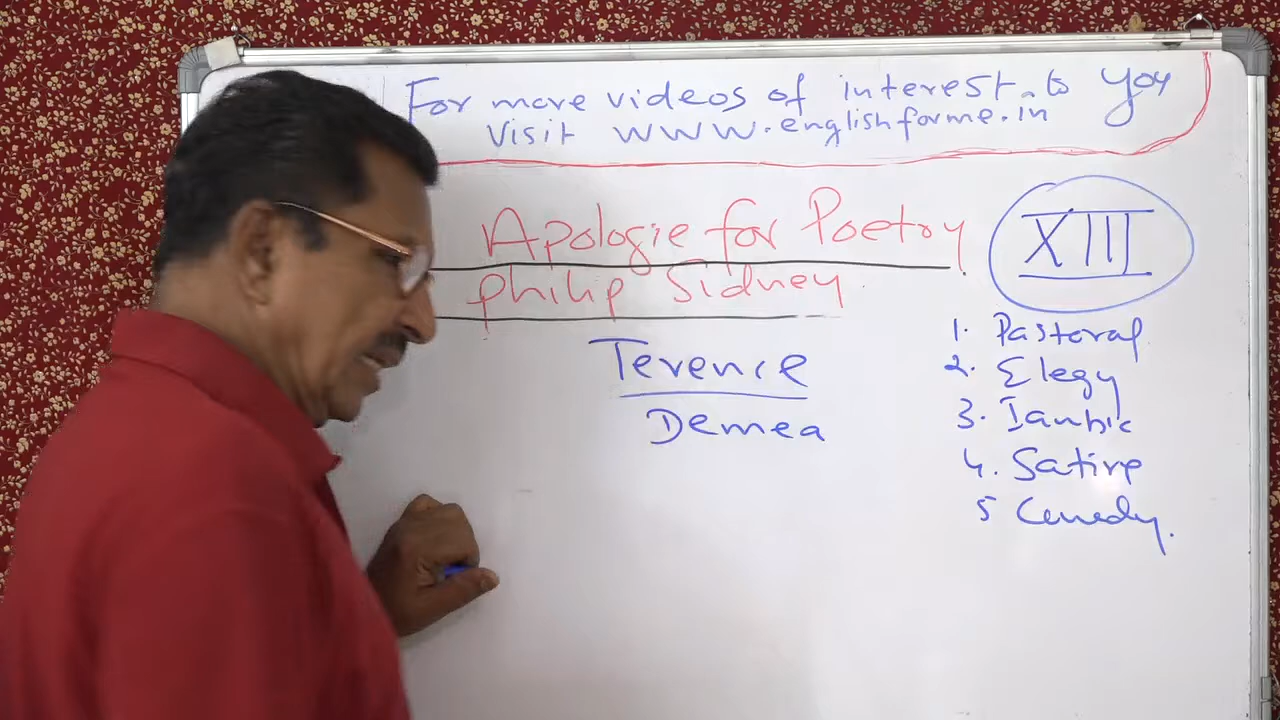 For more videos of interest to you
Visit www.englishforme.in
Apologie for Poetry
Philip Sidney
XIII
Terence
Demea
1. Pastoral
2. Elegy
3. Iambic
4. Satire
5 Comedy.